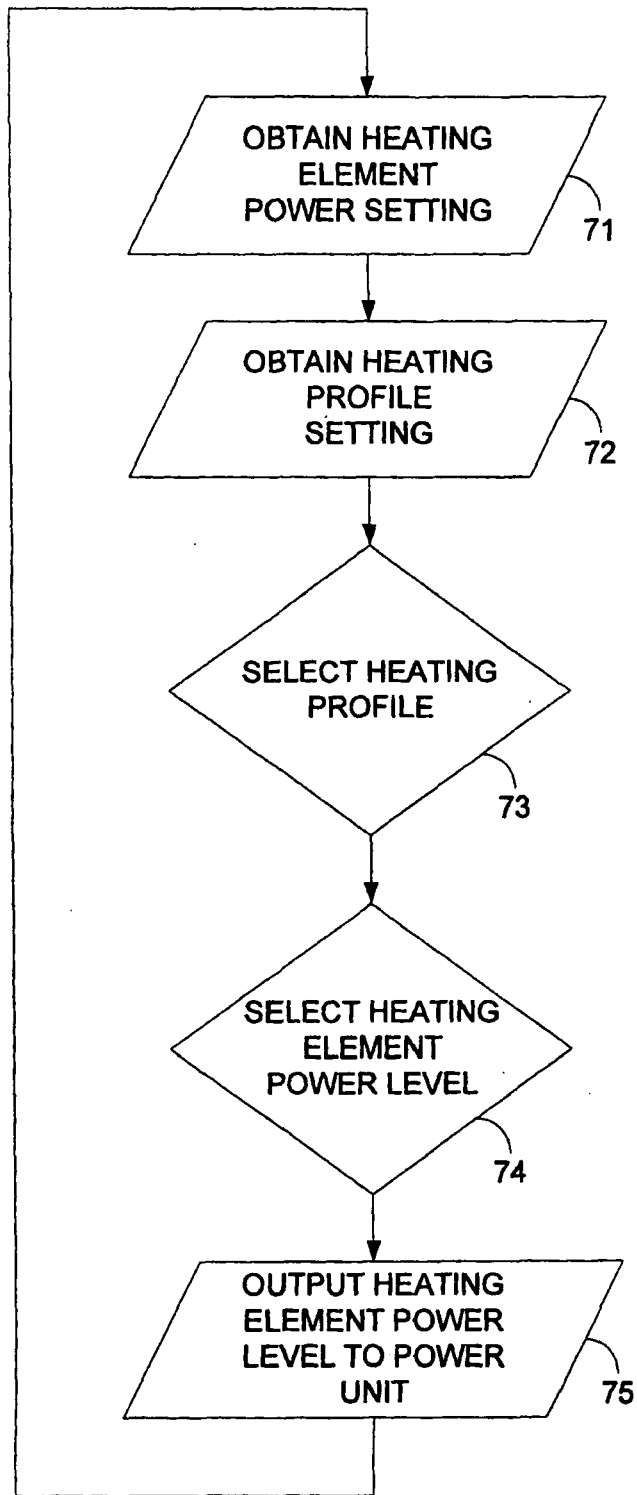 OBTAIN HEATING
ELEMENT
POWER SETTING
71
OBTAIN HEATING
PROFILE
SETTING
72
SELECT HEATING
PROFILE
73
SELECT HEATING
ELEMENT
POWER LEVEL
74
OUTPUT HEATING
ELEMENT POWER
LEVEL TO POWER
UNIT
75